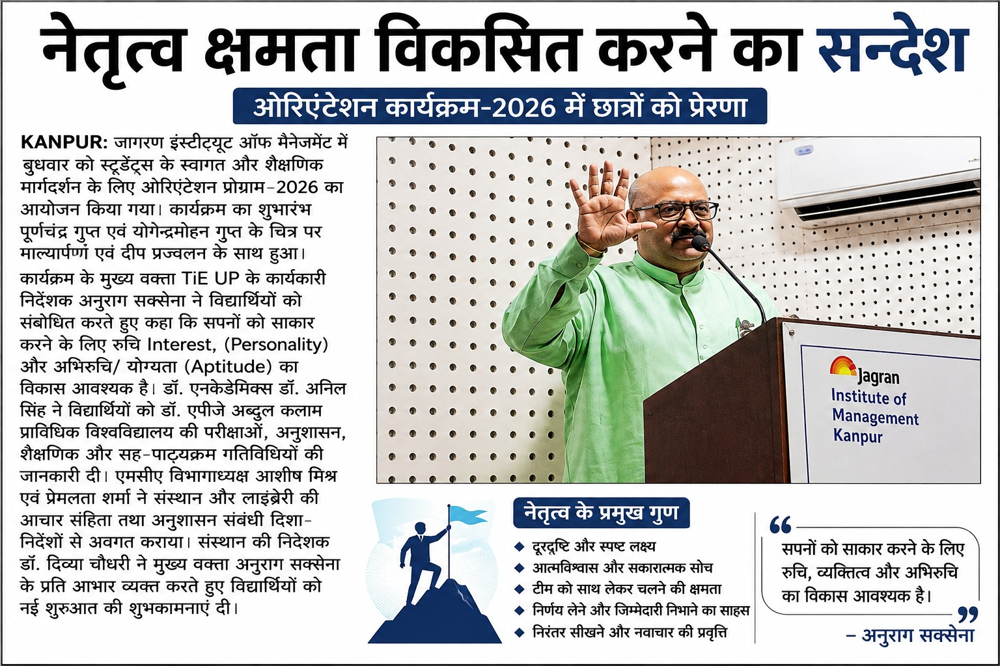 नेतृत्व क्षमता विकसित करने का सन्देश
ओरिएंटेशन कार्यक्रम-2026 में छात्रों को प्रेरणा
KANPUR: जागरण इंस्टीट्यूट ऑफ मैनेजमेंट में
बुधवार को स्टूडेंट्स के स्वागत और शैक्षणिक
मार्गदर्शन के लिए ओरिएंटेशन प्रोग्राम-2026 का
आयोजन किया गया। कार्यक्रम का शुभारंभ
पूर्णचंद्र गुप्त एवं योगेन्द्रमोहन गुप्त के चित्र पर
माल्यार्पणं एवं दीप प्रज्वलन के साथ हुआ।
कार्यक्रम के मुख्य वक्ता TiE UP के कार्यकारी
निर्देशक अनुराग सक्सेना ने विद्यार्थियों को
संबोधित करते हुए कहा कि सपनों को साकार
करने के लिए रुचि Interest, (Personality)
और अभिरुचि/ योग्यता (Aptitude) का
विकास आवश्यक है। डॉ. एनकेडेमिक्स डॉ. अनिल
सिंह ने विद्यार्थियों को डॉ. एपीजे अब्दुल कलाम
प्राविधिक विश्वविद्यालय की परीक्षाओं, अनुशासन,
शैक्षणिक और सह-पाठ्यक्रम गतिविधियों की
जानकारी दी। एमसीए विभागाध्यक्ष आशीष मिश्र
एवं प्रेमलता शर्मा ने संस्थान और लाइब्रेरी की
आचार संहिता तथा अनुशासन संबंधी दिशा-
निर्देशों से अवगत कराया। संस्थान की निदेशक
डॉ. दिव्या चौधरी ने मुख्य वक्ता अनुराग सक्सेना
के प्रति आभार व्यक्त करते हुए विद्यार्थियों को
नई शुरुआत की शुभकामनाएं दी।
Jagran
Institute of
Management
Kanpur
नेतृत्व के प्रमुख गुण
◆ दूरदृष्टि और स्पष्ट लक्ष्य
◆ आत्मविश्वास और सकारात्मक सोच
◆ टीम को साथ लेकर चलने की क्षमता
◆ निर्णय लेने और जिम्मेदारी निभाने का साहस
◆ निरंतर सीखने और नवाचार की प्रवृत्ति
“
सपनों को साकार करने के लिए
रुचि, व्यक्तित्व और अभिरुचि
का विकास आवश्यक है।
”
– अनुराग सक्सेना